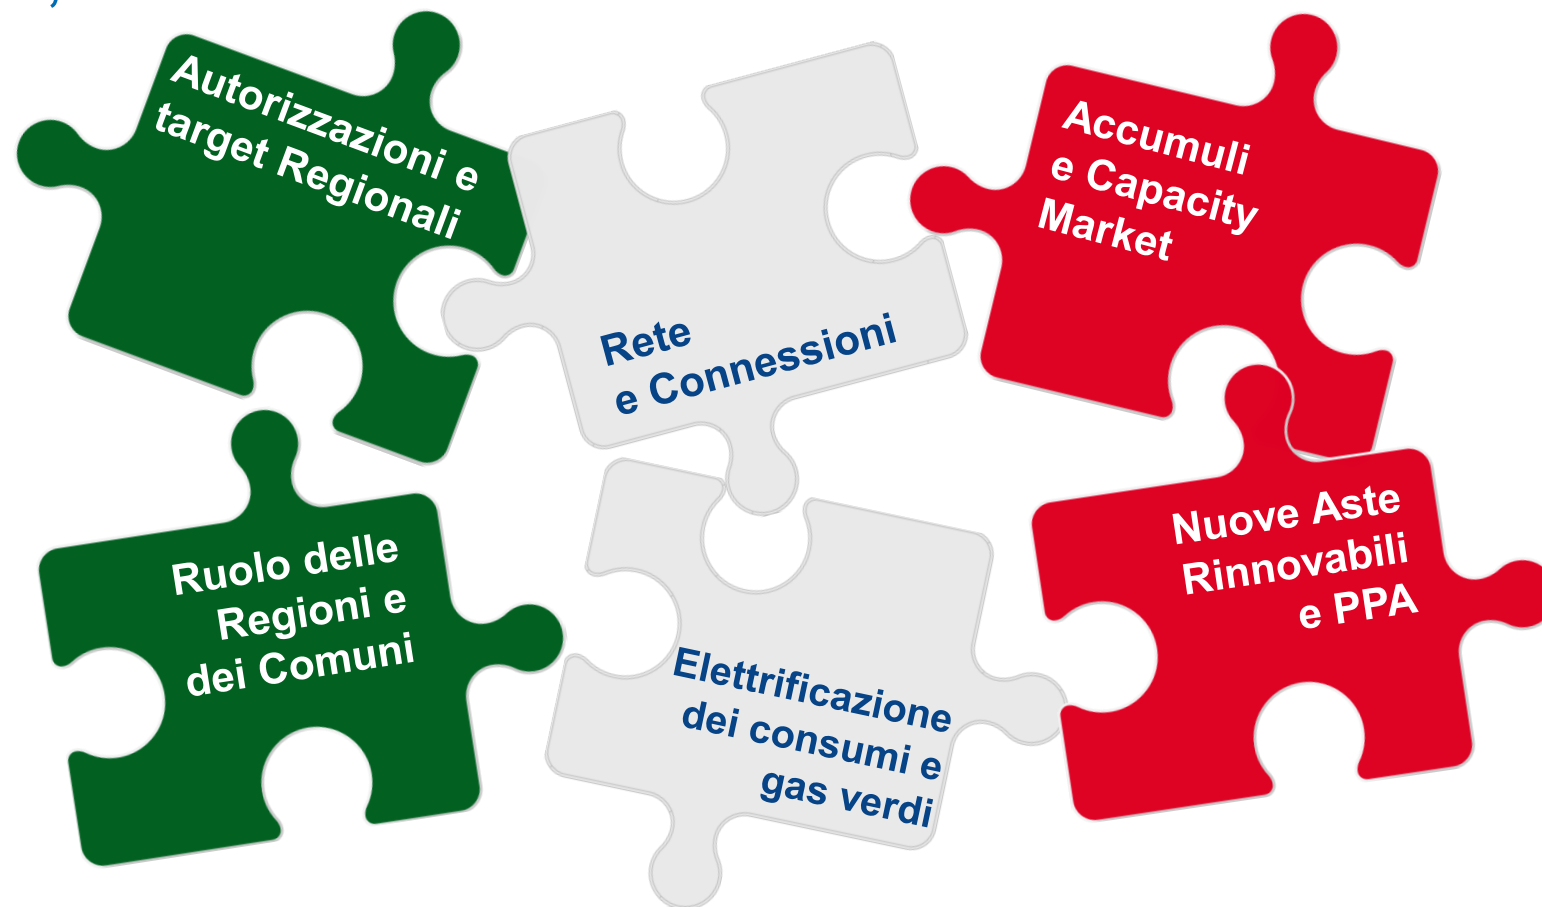 Autorizzazioni e
target Regionali
Rete
e Connessioni
Accumuli
e Capacity
Market
Ruolo delle
Regioni e
dei Comuni
Elettrificazione
dei consumi e
gas verdi
Nuove Aste
Rinnovabili
e PPA